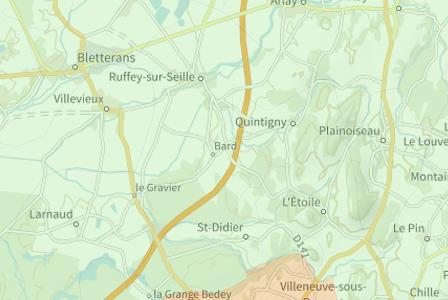 Arlay
Bletterans
Ruffey-sur-Seille
Villevieux
Quintigny
Plainoiseau
Le Louve
Bard
Montai
le Gravier
L'Étoile
Larnaud
St-Didier
Le Pin
D141
Villeneuve-sous-
Chille
la Grange Bedey